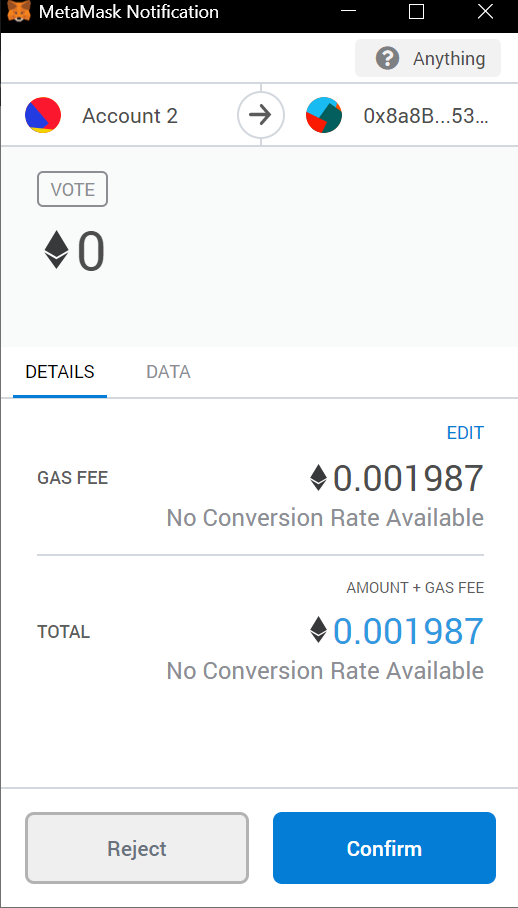 MetaMask Notification
Anything
Account 2
0x8a8B...53...
VOTE
0
DETAILS DATA
EDIT
GAS FEE 0.001987
No Conversion Rate Available
AMOUNT + GAS FEE
TOTAL 0.001987
No Conversion Rate Available
Reject Confirm